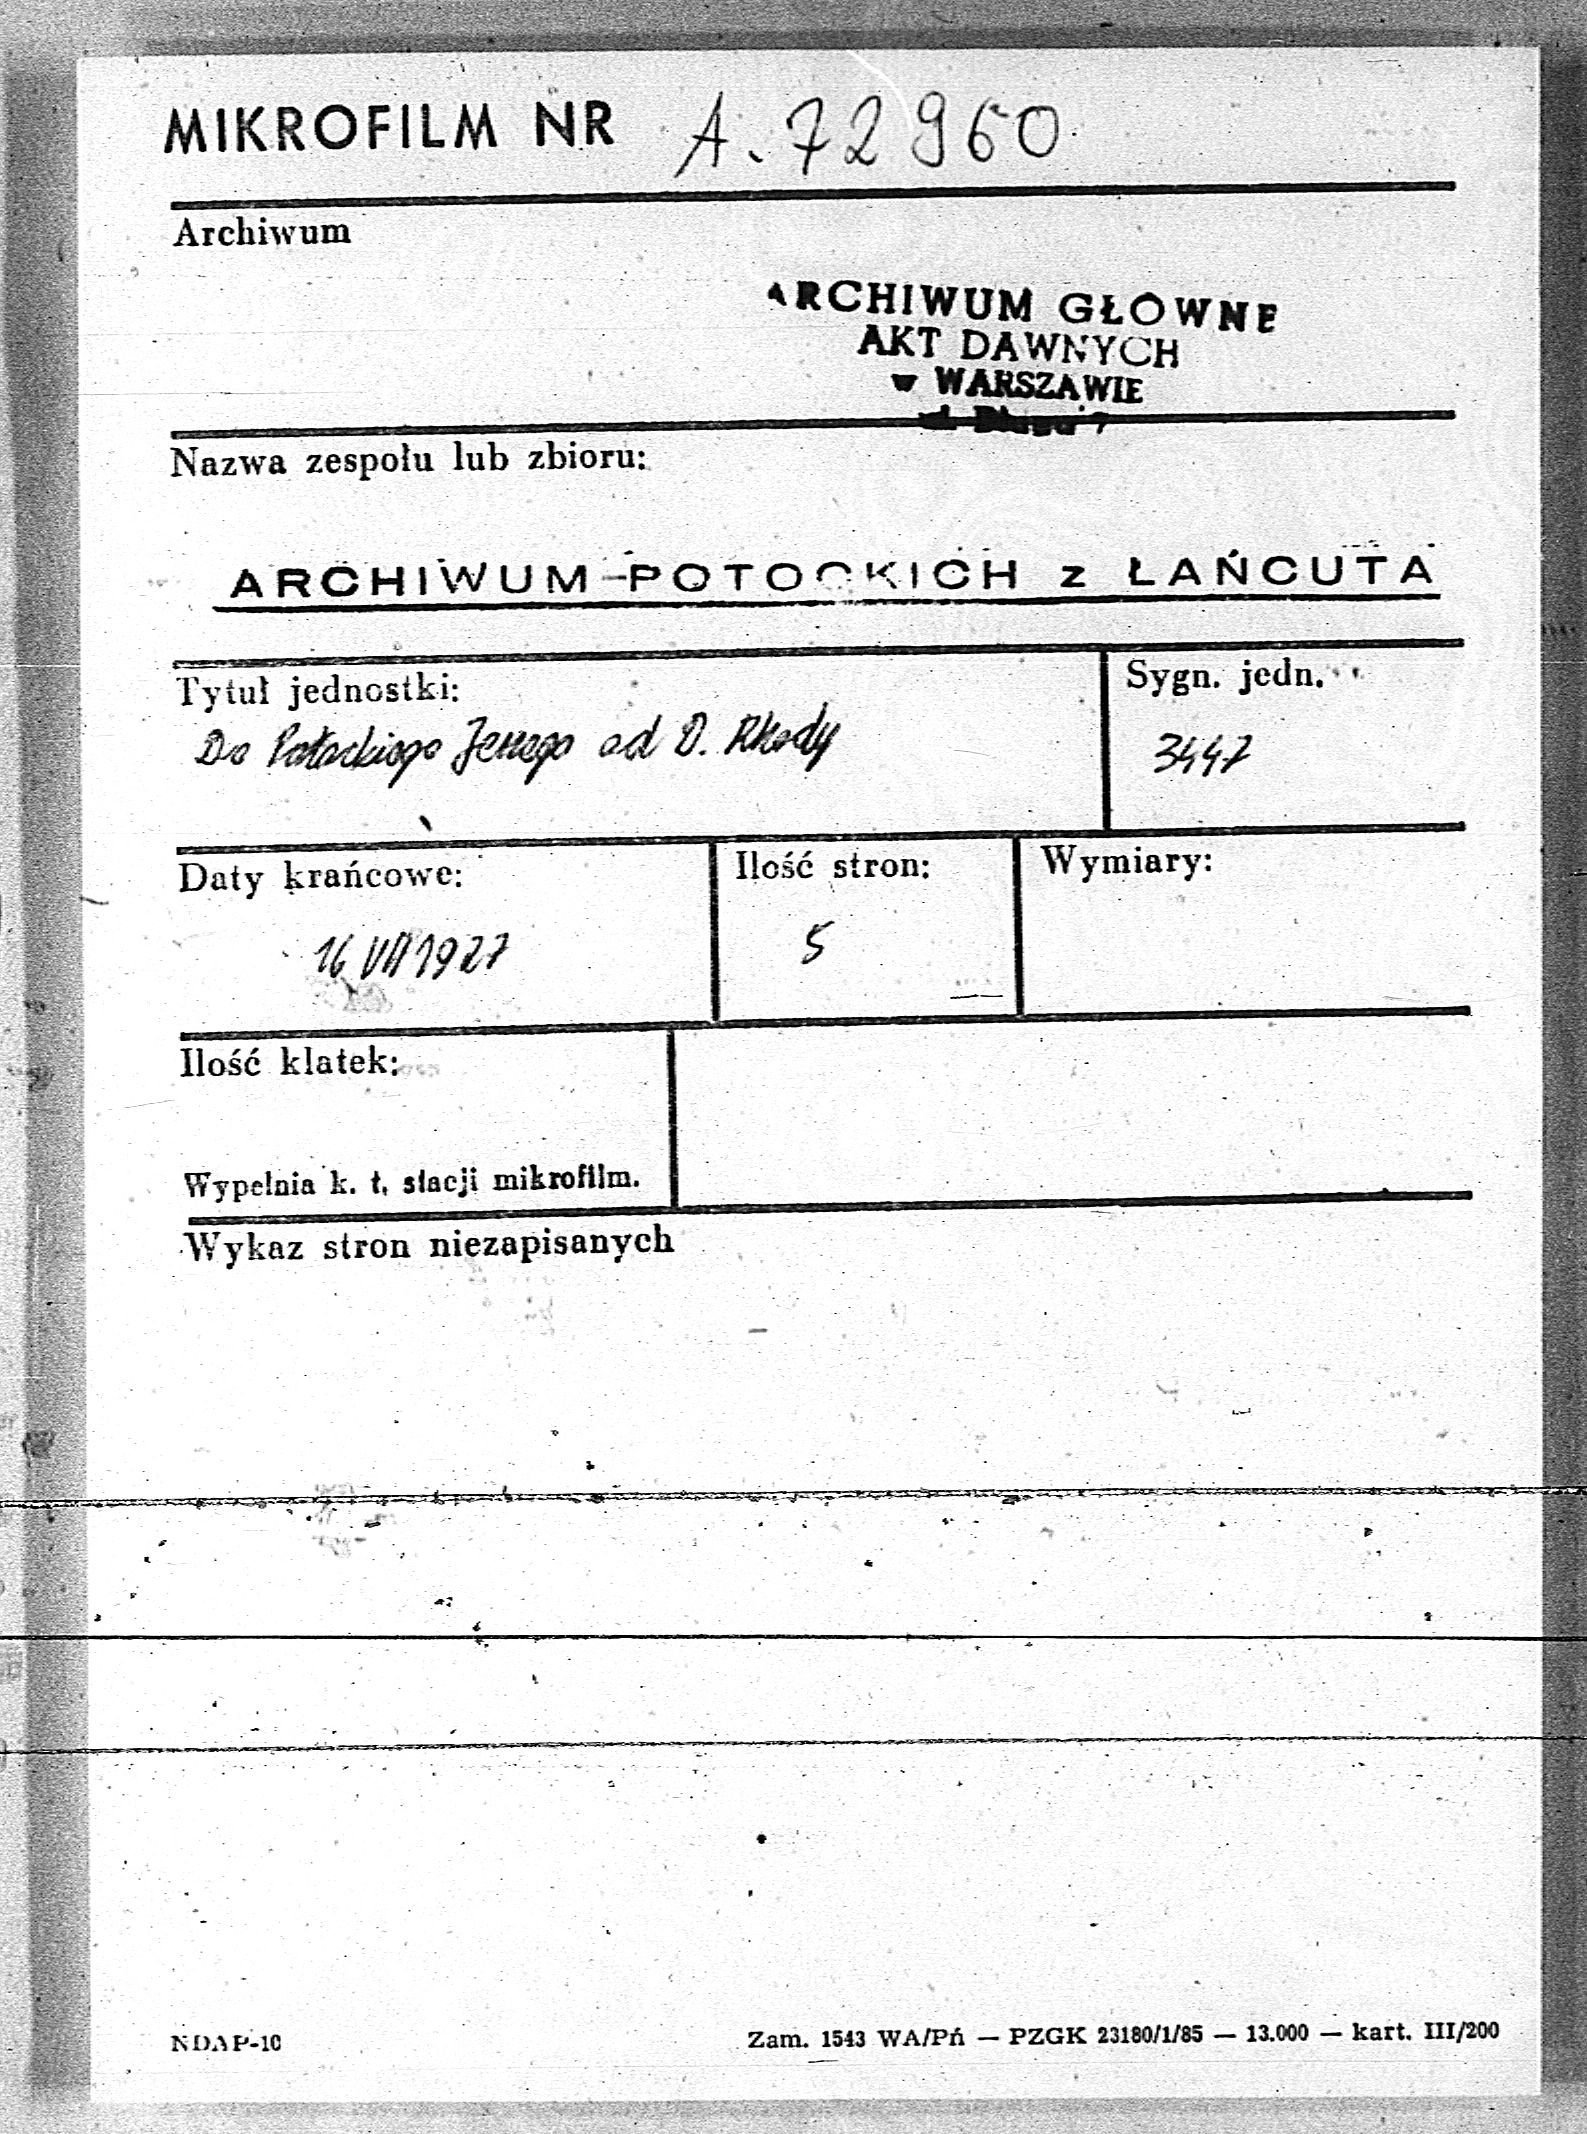 MIKROFILM NR A. 72960
Archiwum
ARCHIWUM GŁÓWNE
AKT DAWNYCH
w WARSZAWIE
Nazwa zespołu lub zbioru:
ARCHIWUM POTOCKICH z ŁAŃCUTA
Tytuł jednostki:
Sygn. jedn.
Do Potockiego Jerzego od O. Rhody
3447
Daty krańcowe:
Ilość stron:
Wymiary:
16 VII 1927
5
Ilość klatek:
Wypełnia k. t. stacji mikrofilm.
Wykaz stron niezapisanych
NDAP-10
Zam. 1543 WA/Pń — PZGK 23180/1/85 — 13.000 — kart. III/200